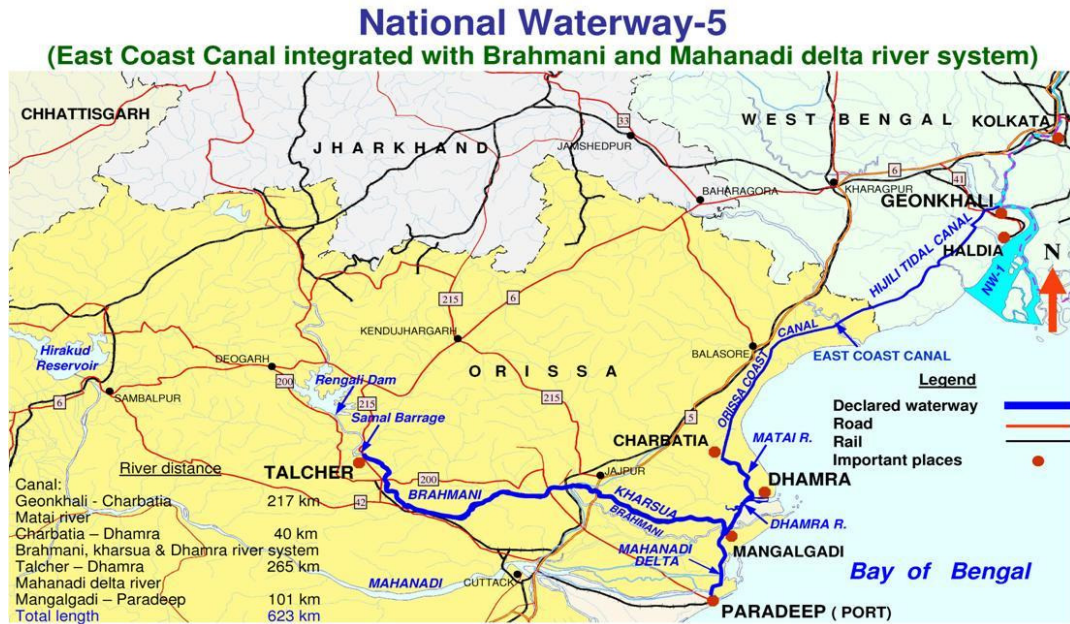 National Waterway-5
(East Coast Canal integrated with Brahmani and Mahanadi delta river system)
CHHATTISGARH
JHARKHAND
WEST BENGAL
KOLKATA
33
JAMSHEDPUR
6
41
BAHARAGORA
KHARAGPUR
GEONKHALI
HALDIA
HIJILI TIDAL CANAL
NW-1
N
215
6
KENDUJHARGARH
Hirakud
Reservoir
DEOGARH
ORISSA
BALASORE
CANAL
ORISSA COAST
EAST COAST CANAL
200
Rengali Dam
6
SAMBALPUR
215
215
Samal Barrage
5
Legend
Declared waterway
Road
Rail
Important places
CHARBATIA
MATAI R.
TALCHER
JAJPUR
DHAMRA
200
42
BRAHMANI
KHARSUA
BRAHMANI
DHAMRA R.
MANGALGADI
MAHANADI
DELTA
MAHANADI
CUTTACK
Bay of Bengal
PARADEEP ( PORT)
River distance
Canal:
Geonkhali - Charbatia 217 km
Matai river
Charbatia – Dhamra 40 km
Brahmani, kharsua & Dhamra river system
Talcher – Dhamra 265 km
Mahanadi delta river
Mangalgadi – Paradeep 101 km
Total length 623 km